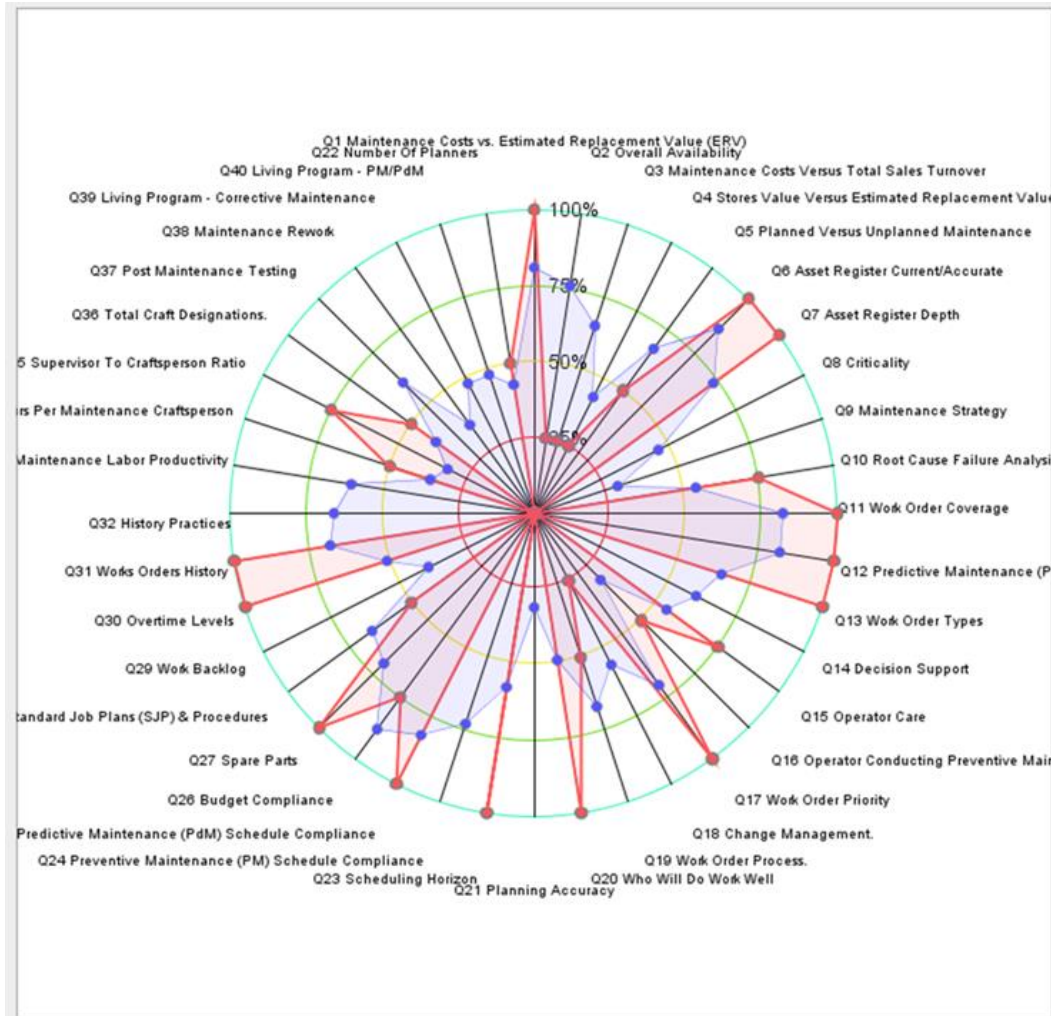 Q1 Maintenance Costs vs. Estimated Replacement Value (ERV)
Q22 Number Of Planners
Q2 Overall Availability
Q40 Living Program - PM/PdM
Q3 Maintenance Costs Versus Total Sales Turnover
Q39 Living Program - Corrective Maintenance
Q4 Stores Value Versus Estimated Replacement Value
Q38 Maintenance Rework
Q5 Planned Versus Unplanned Maintenance
Q37 Post Maintenance Testing
Q6 Asset Register Current/Accurate
Q36 Total Craft Designations.
Q7 Asset Register Depth
5 Supervisor To Craftsperson Ratio
Q8 Criticality
rs Per Maintenance Craftsperson
Q9 Maintenance Strategy
Maintenance Labor Productivity
Q10 Root Cause Failure Analysi
Q32 History Practices
Q11 Work Order Coverage
Q31 Works Orders History
Q12 Predictive Maintenance (P
Q30 Overtime Levels
Q13 Work Order Types
Q29 Work Backlog
Q14 Decision Support
tandard Job Plans (SJP) & Procedures
Q15 Operator Care
Q27 Spare Parts
Q16 Operator Conducting Preventive Main
Q26 Budget Compliance
Q17 Work Order Priority
Predictive Maintenance (PdM) Schedule Compliance
Q18 Change Management.
Q24 Preventive Maintenance (PM) Schedule Compliance
Q19 Work Order Process.
Q23 Scheduling Horizon
Q20 Who Will Do Work Well
Q21 Planning Accuracy
100%
75%
50%
25%